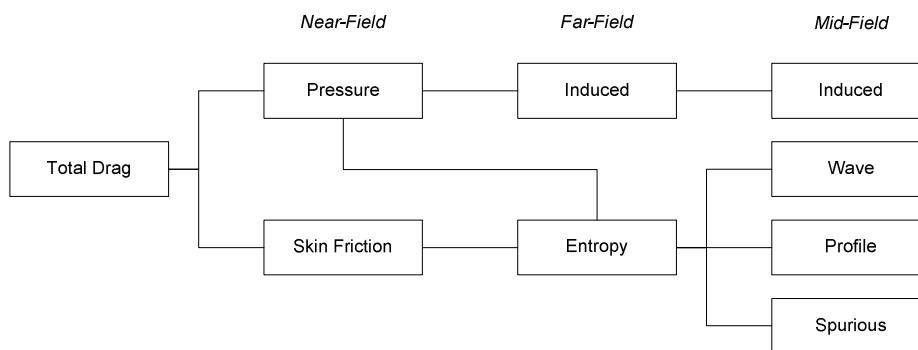 Near-Field
Far-Field
Mid-Field
Pressure
Induced
Induced
Total Drag
Wave
Skin Friction
Entropy
Profile
Spurious